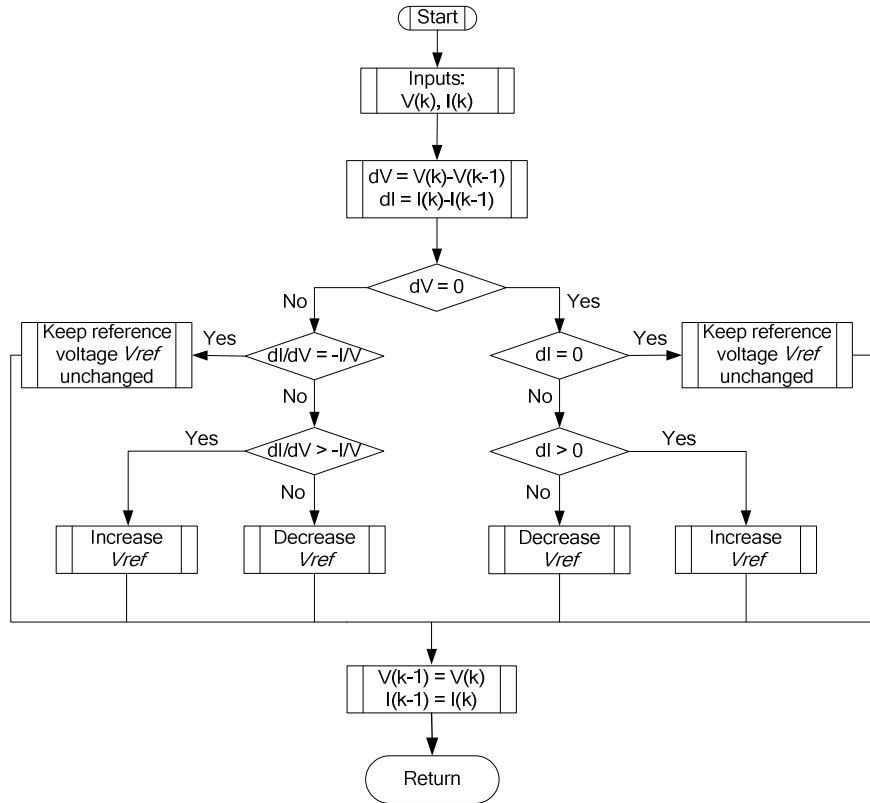 Start
Inputs:
V(k), I(k)
dV = V(k)-V(k-1)
dI = I(k)-I(k-1)
dV = 0
No
Yes
Keep reference
voltage Vref
unchanged
Yes
dI/dV = -I/V
dI = 0
Yes
Keep reference
voltage Vref
unchanged
No
No
Yes
dI/dV > -I/V
dI > 0
Yes
No
No
Increase
Vref
Decrease
Vref
Decrease
Vref
Increase
Vref
V(k-1) = V(k)
I(k-1) = I(k)
Return